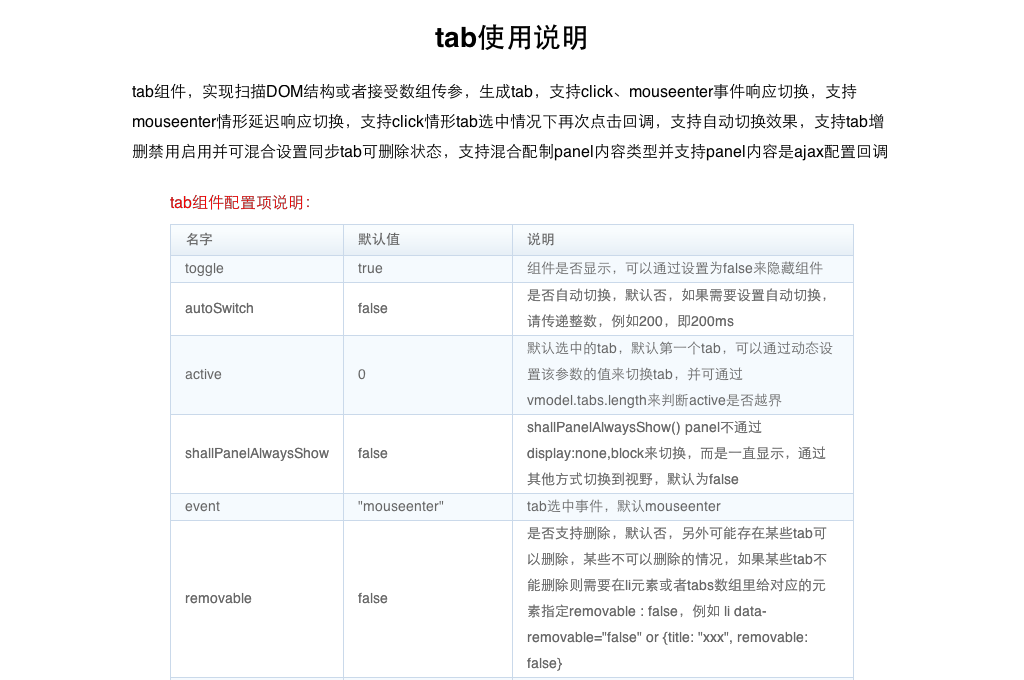 tab使用说明
tab组件，实现扫描DOM结构或者接受数组传参，生成tab，支持click、mouseenter事件响应切换，支持
mouseenter情形延迟响应切换，支持click情形tab选中情况下再次点击回调，支持自动切换效果，支持tab增
删禁用启用并可混合设置同步tab可删除状态，支持混合配制panel内容类型并支持panel内容是ajax配置回调
tab组件配置项说明：
名字 默认值 说明
toggle true 组件是否显示，可以通过设置为false来隐藏组件
autoSwitch false 是否自动切换，默认否，如果需要设置自动切换，
请传递整数，例如200，即200ms
active 0 默认选中的tab，默认第一个tab，可以通过动态设
置该参数的值来切换tab，并可通过
vmodel.tabs.length来判断active是否越界
shallPanelAlwaysShow false shallPanelAlwaysShow() panel不通过
display:none,block来切换，而是一直显示，通过
其他方式切换到视野，默认为false
event "mouseenter" tab选中事件，默认mouseenter
removable false 是否支持删除，默认否，另外可能存在某些tab可
以删除，某些不可以删除的情况，如果某些tab不
能删除则需要在li元素或者tabs数组里给对应的元
素指定removable : false，例如 li data-
removable="false" or {title: "xxx", removable:
false}